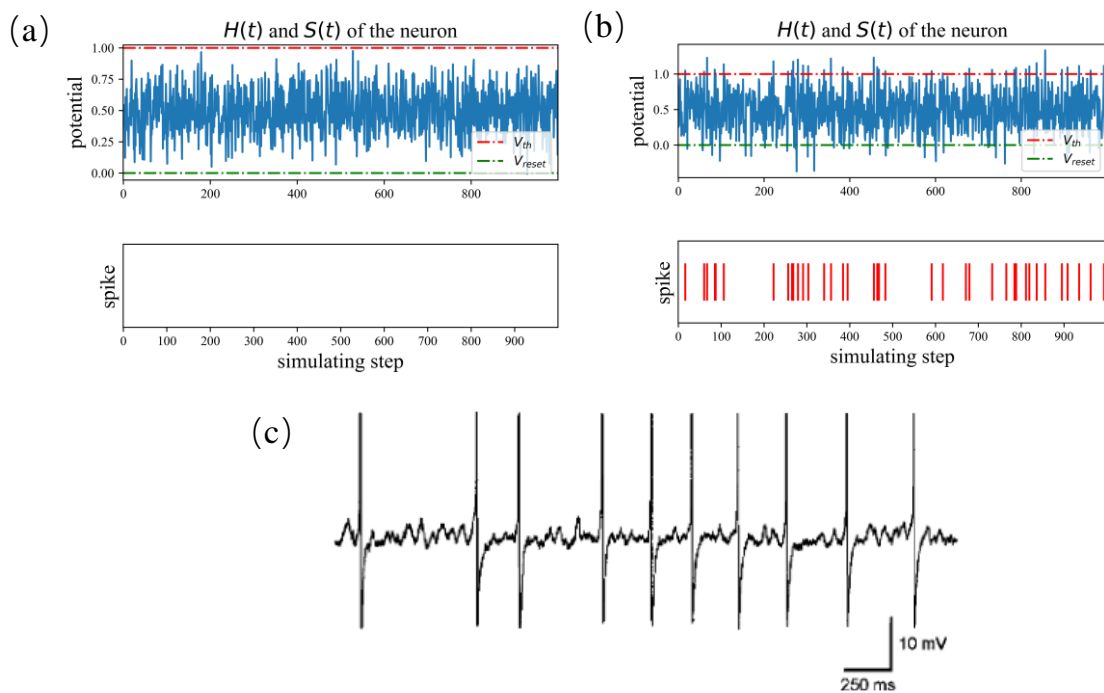 (a)
H(t) and S(t) of the neuron
potential
1.00
0.75
0.50
0.25
0.00
V_th
V_reset
0 200 400 600 800
spike
0 100 200 300 400 500 600 700 800 900
simulating step
(b)
H(t) and S(t) of the neuron
potential
1.0
0.5
0.0
V_th
V_reset
0 200 400 600 800
spike
0 100 200 300 400 500 600 700 800 900
simulating step
(c)
10 mV
250 ms